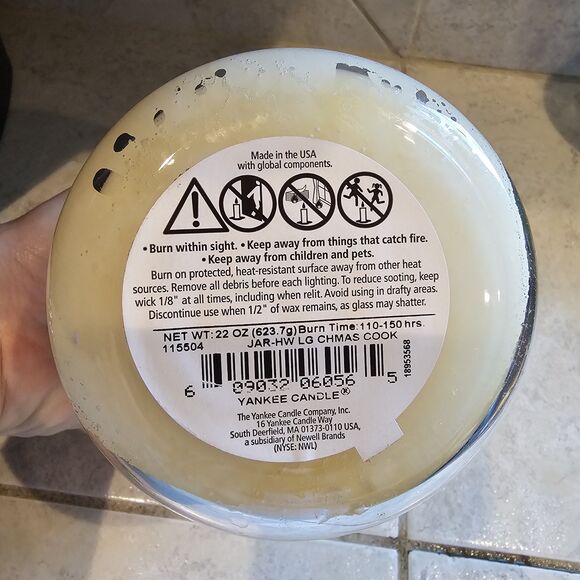 Made in the USA
with global components.
• Burn within sight. • Keep away from things that catch fire.
• Keep away from children and pets.
Burn on protected, heat-resistant surface away from other heat
sources. Remove all debris before each lighting. To reduce sooting, keep
wick 1/8" at all times, including when relit. Avoid using in drafty areas.
Discontinue use when 1/2" of wax remains, as glass may shatter.
NET WT: 22 OZ (623.7g) Burn Time: 110-150 hrs.
115504 JAR-HW LG CHMAS COOK
18953568
6 09032 06056 5
YANKEE CANDLE®
The Yankee Candle Company, Inc.
16 Yankee Candle Way
South Deerfield, MA 01373-0110 USA,
a subsidiary of Newell Brands
(NYSE: NWL)